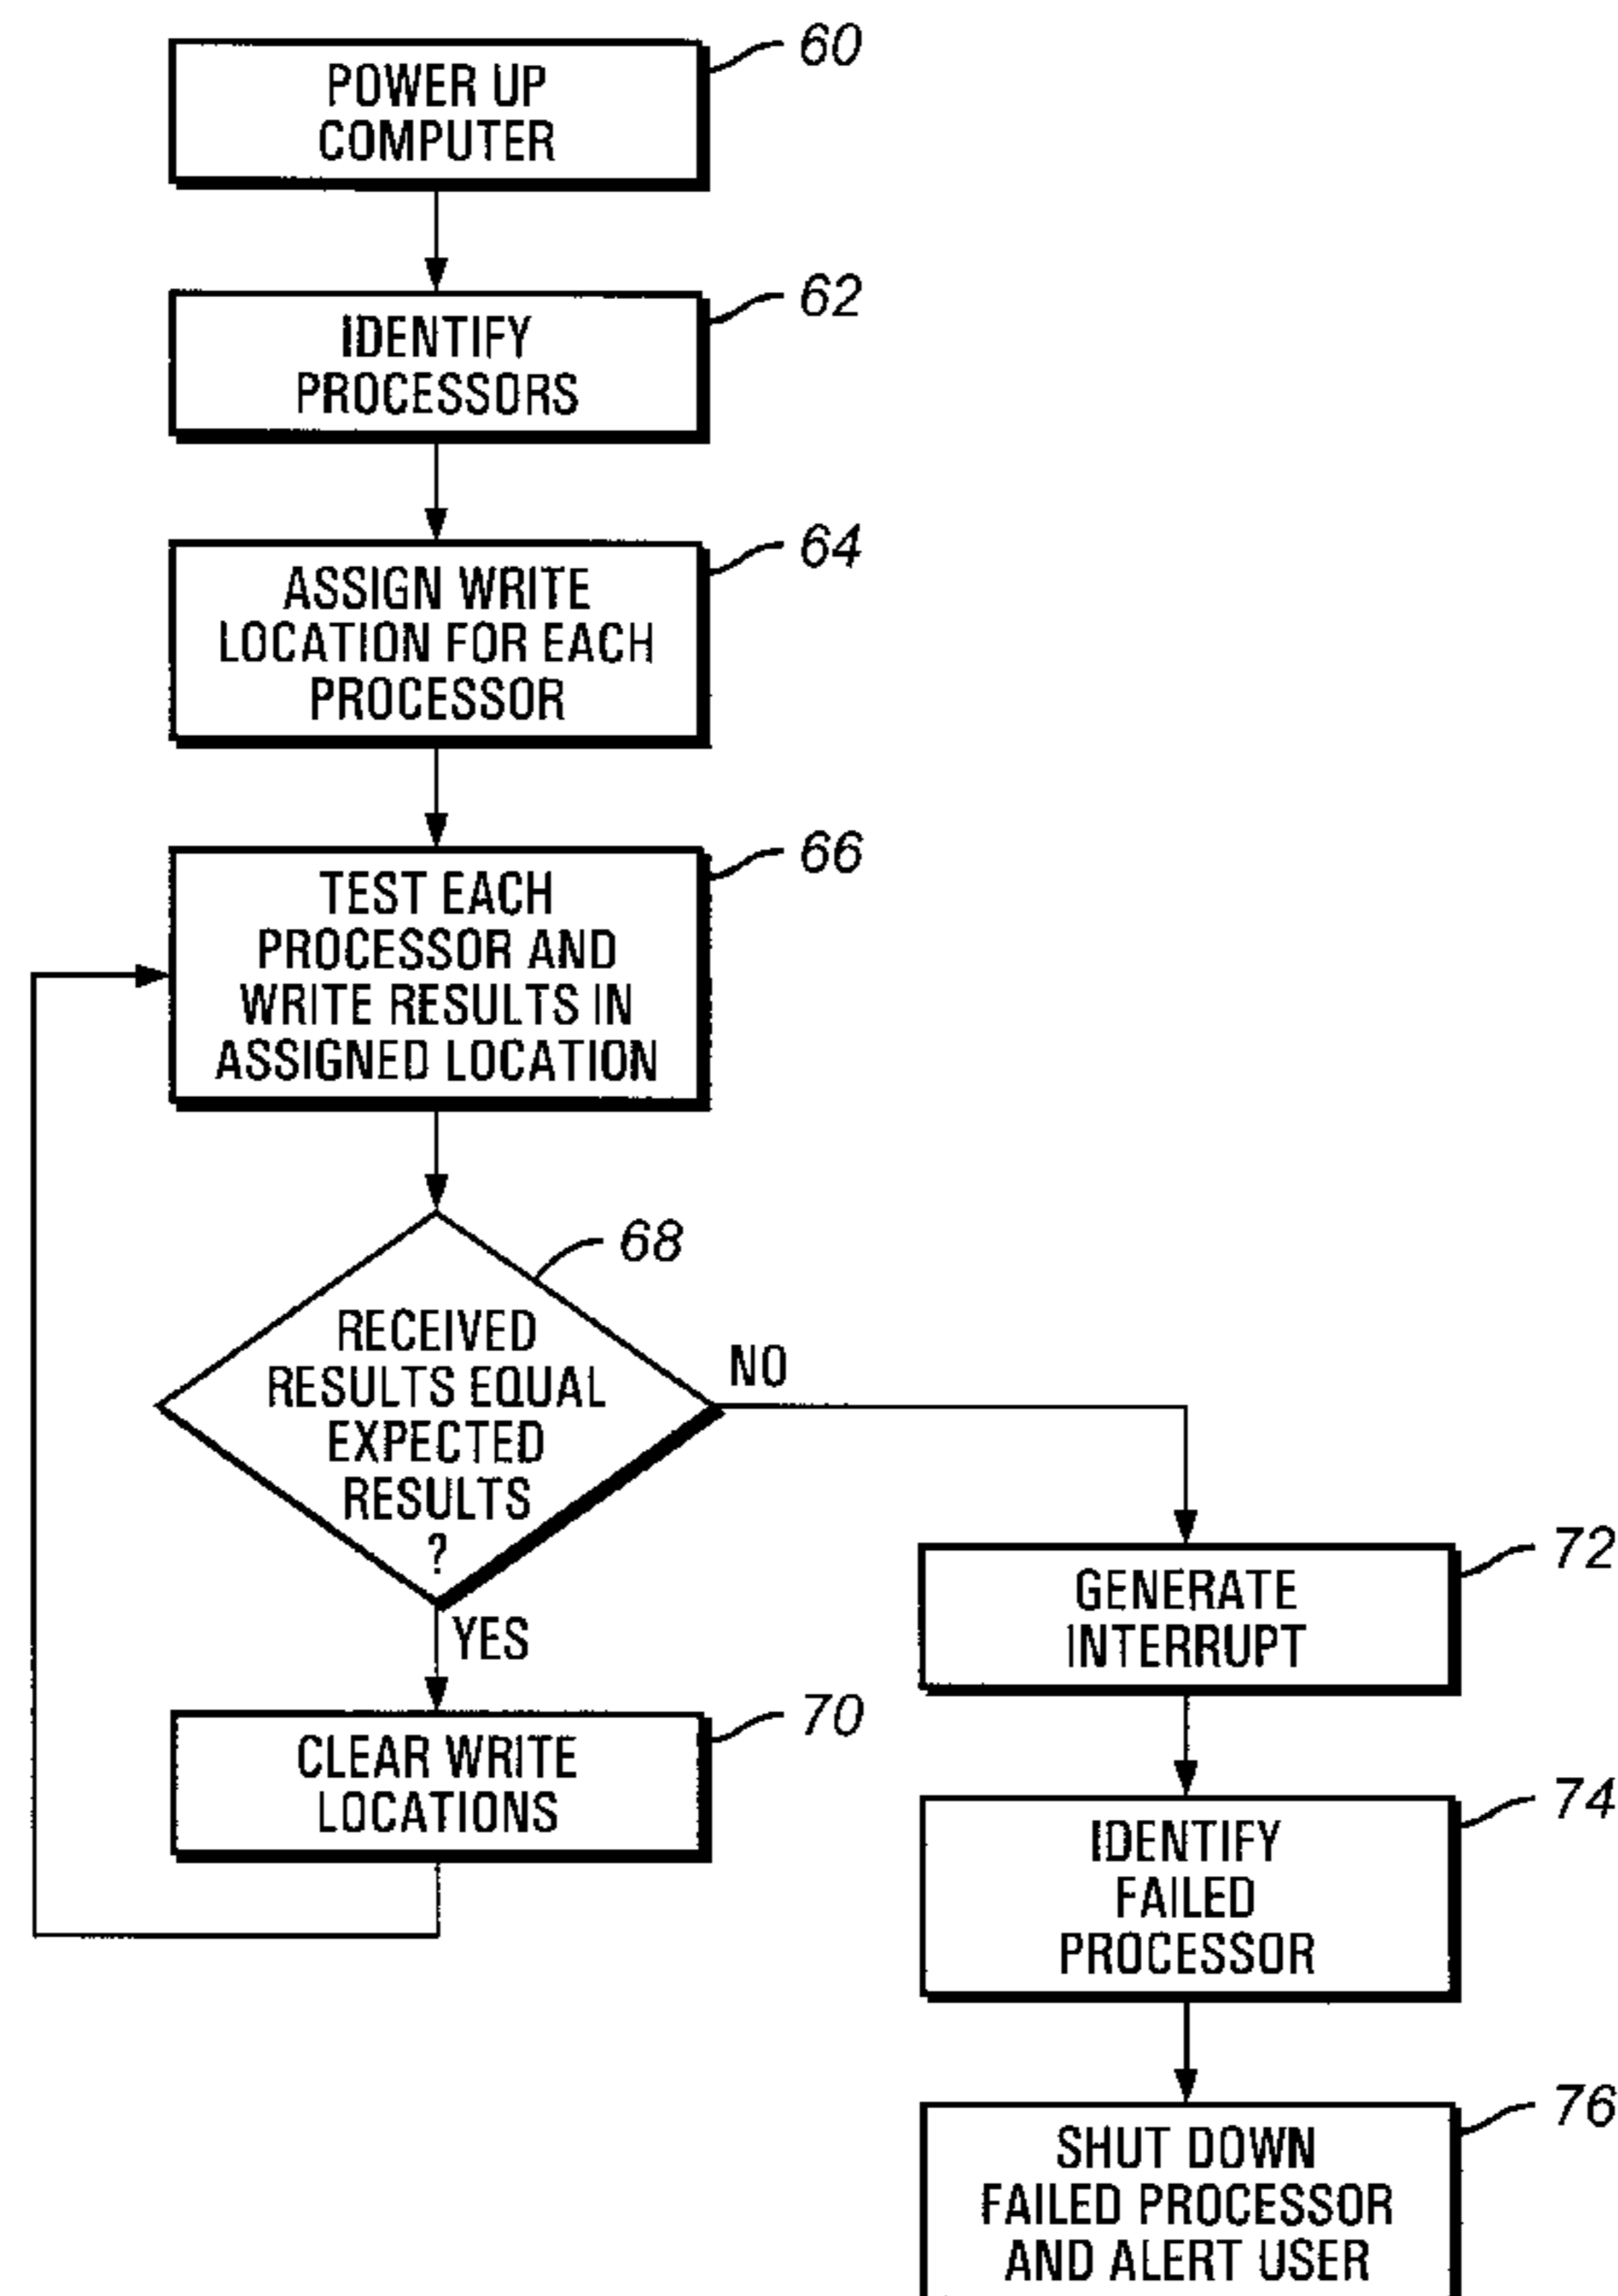 POWER UP
COMPUTER
60
IDENTIFY
PROCESSORS
62
ASSIGN WRITE
LOCATION FOR EACH
PROCESSOR
64
TEST EACH
PROCESSOR AND
WRITE RESULTS IN
ASSIGNED LOCATION
66
68
RECEIVED
RESULTS EQUAL
EXPECTED
RESULTS
?
NO
YES
CLEAR WRITE
LOCATIONS
70
GENERATE
INTERRUPT
72
IDENTIFY
FAILED
PROCESSOR
74
SHUT DOWN
FAILED PROCESSOR
AND ALERT USER
76